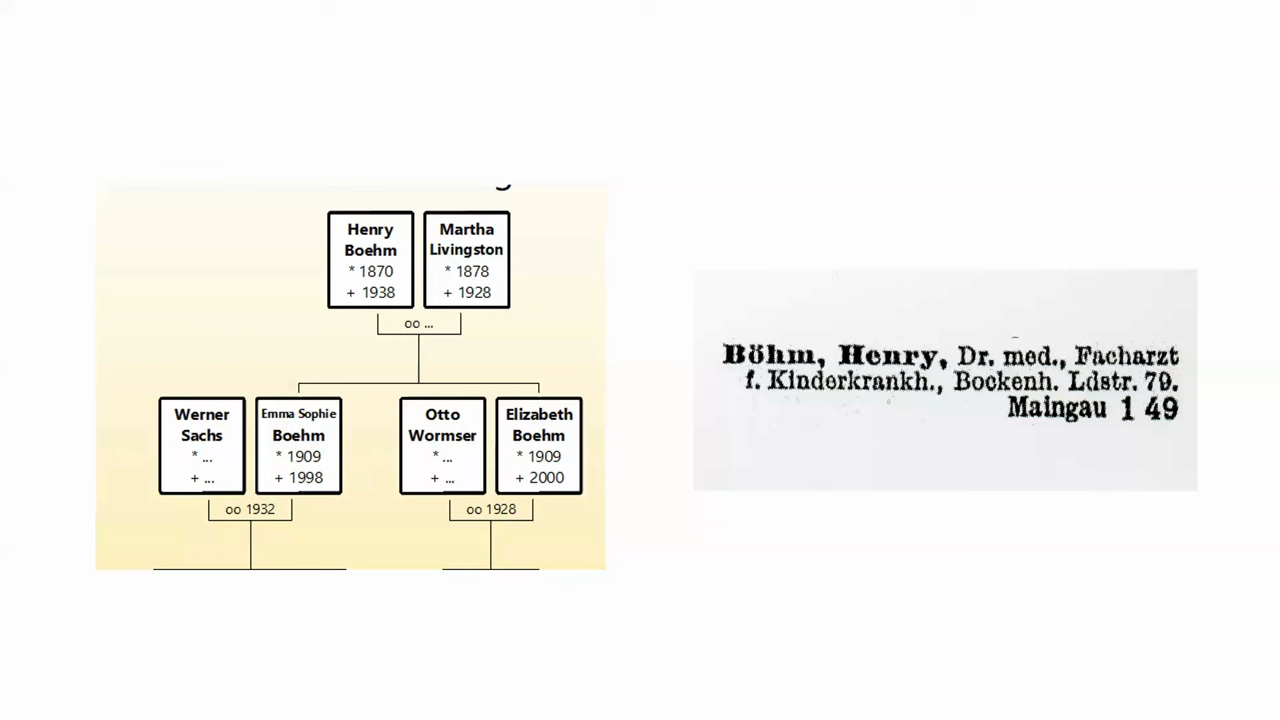 Henry
Boehm
* 1870
+ 1938
Martha
Livingston
* 1878
+ 1928
oo ...
Werner
Sachs
* ...
+ ...
Emma Sophie
Boehm
* 1909
+ 1998
Otto
Wormser
* ...
+ ...
Elizabeth
Boehm
* 1909
+ 2000
oo 1932
oo 1928
Böhm, Henry, Dr. med., Facharzt
f. Kinderkrankh., Bockenh. Ldstr. 79.
Maingau 1 49